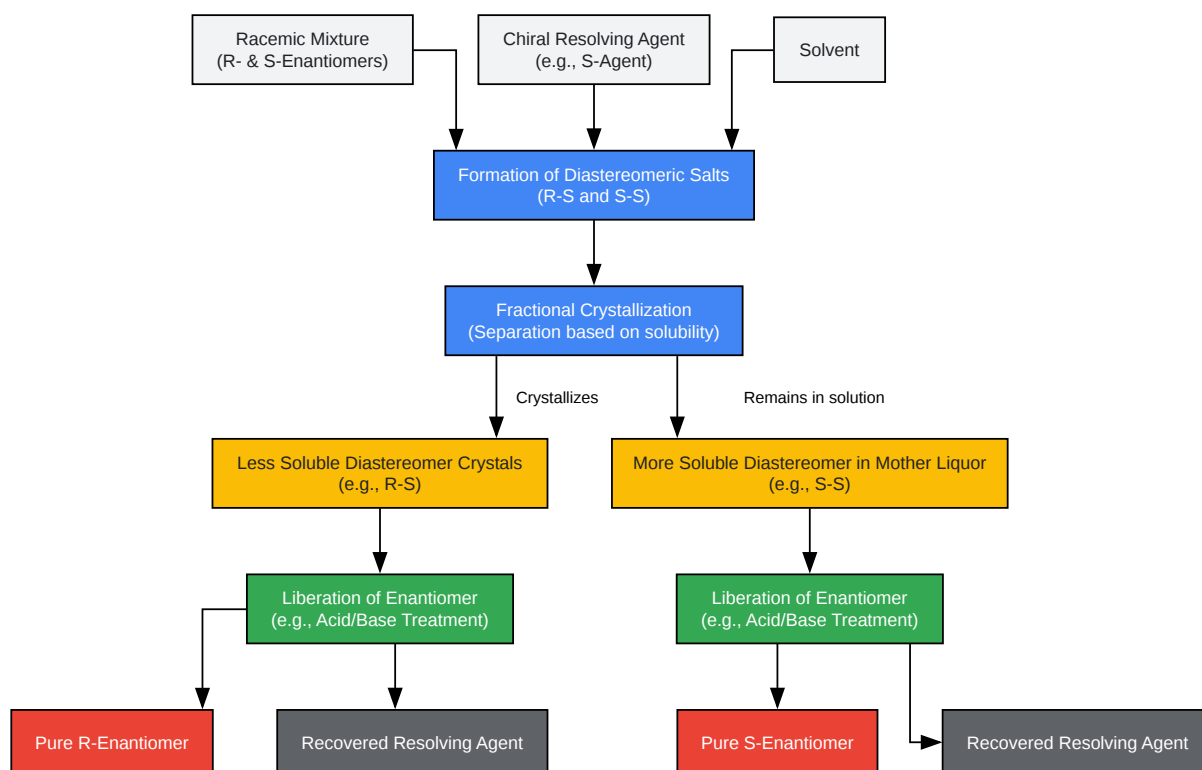 Racemic Mixture
(R- & S-Enantiomers)
Chiral Resolving Agent
(e.g., S-Agent)
Solvent
Formation of Diastereomeric Salts
(R-S and S-S)
Fractional Crystallization
(Separation based on solubility)
Crystallizes
Remains in solution
Less Soluble Diastereomer Crystals
(e.g., R-S)
More Soluble Diastereomer in Mother Liquor
(e.g., S-S)
Liberation of Enantiomer
(e.g., Acid/Base Treatment)
Liberation of Enantiomer
(e.g., Acid/Base Treatment)
Pure R-Enantiomer
Recovered Resolving Agent
Pure S-Enantiomer
Recovered Resolving Agent